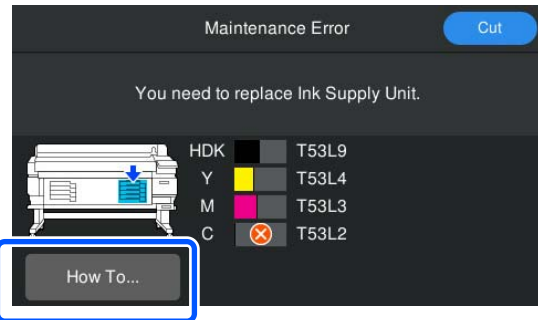 Maintenance Error
Cut
You need to replace Ink Supply Unit.
HDK T53L9
Y T53L4
M T53L3
C T53L2
How To...